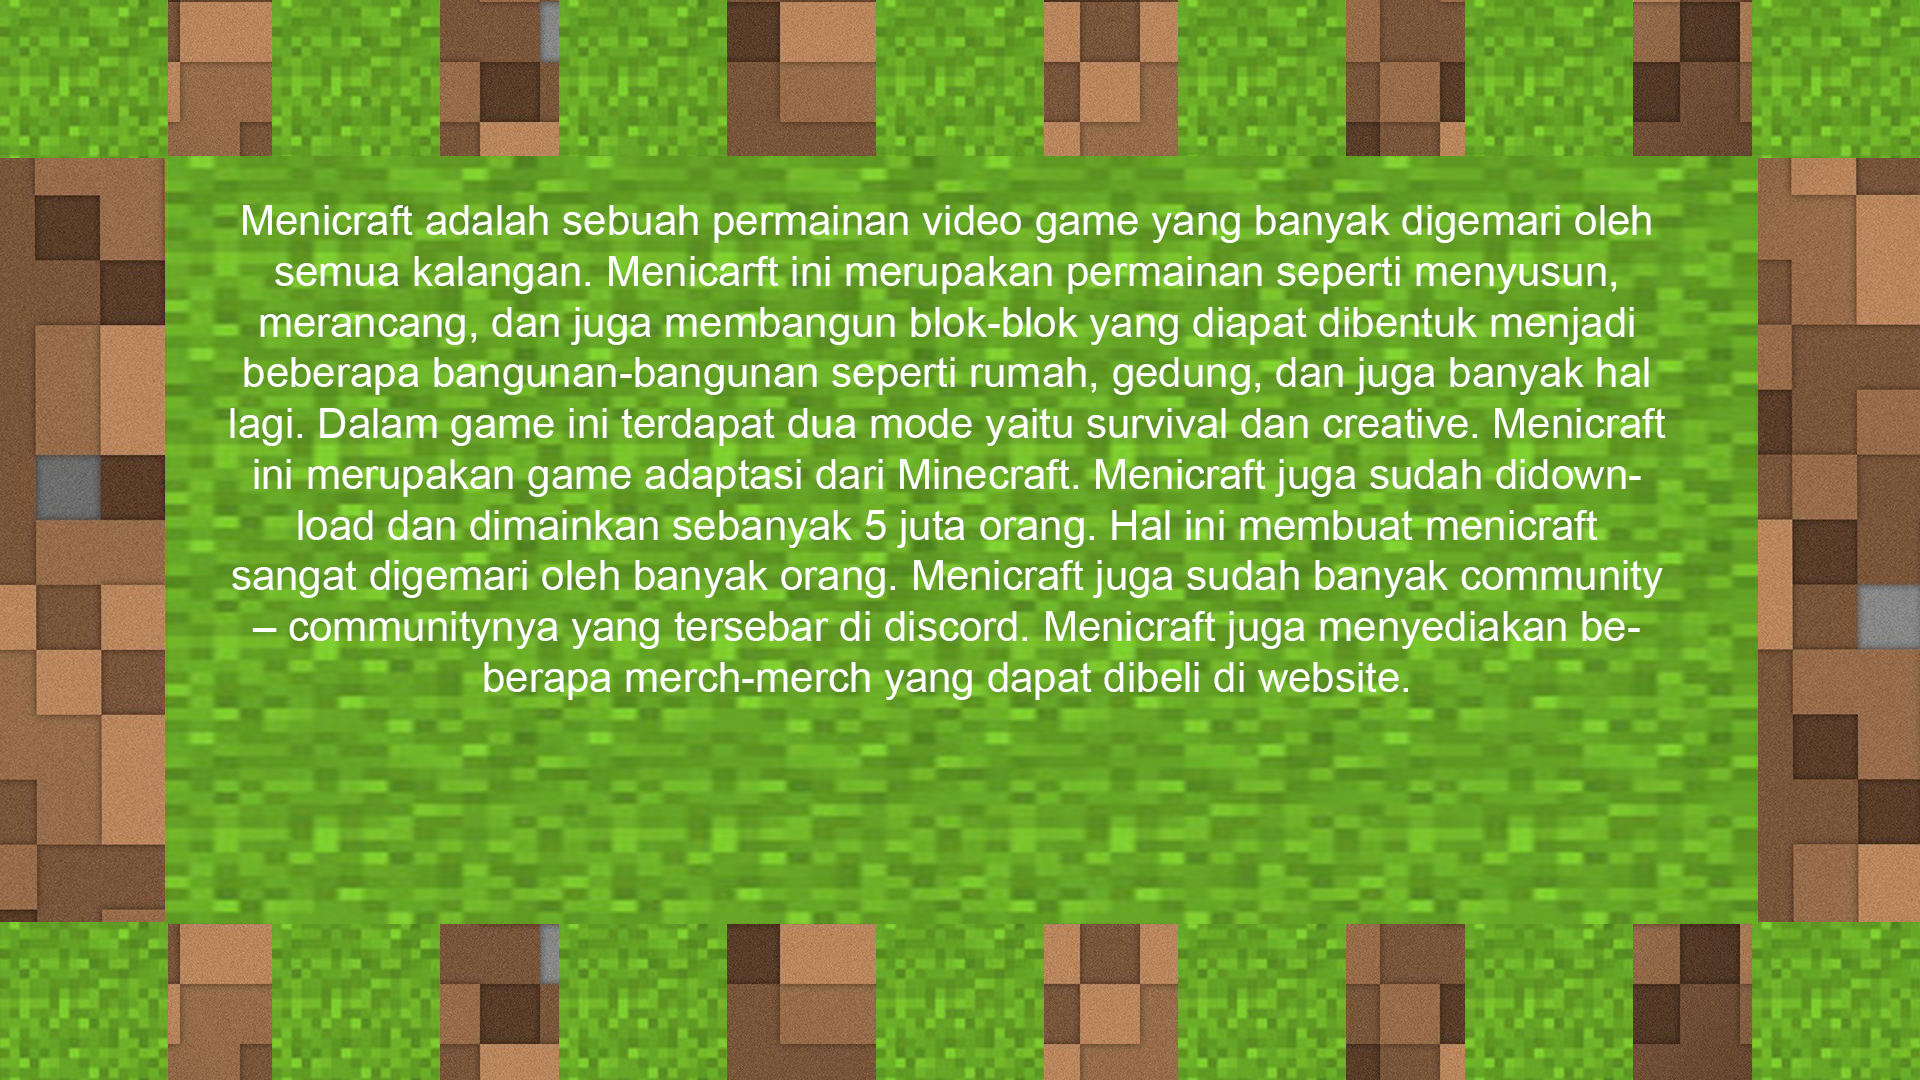 Menicraft adalah sebuah permainan video game yang banyak digemari oleh
semua kalangan. Menicarft ini merupakan permainan seperti menyusun,
merancang, dan juga membangun blok-blok yang diapat dibentuk menjadi
beberapa bangunan-bangunan seperti rumah, gedung, dan juga banyak hal
lagi. Dalam game ini terdapat dua mode yaitu survival dan creative. Menicraft
ini merupakan game adaptasi dari Minecraft. Menicraft juga sudah didown-
load dan dimainkan sebanyak 5 juta orang. Hal ini membuat menicraft
sangat digemari oleh banyak orang. Menicraft juga sudah banyak community
– communitynya yang tersebar di discord. Menicraft juga menyediakan be-
berapa merch-merch yang dapat dibeli di website.